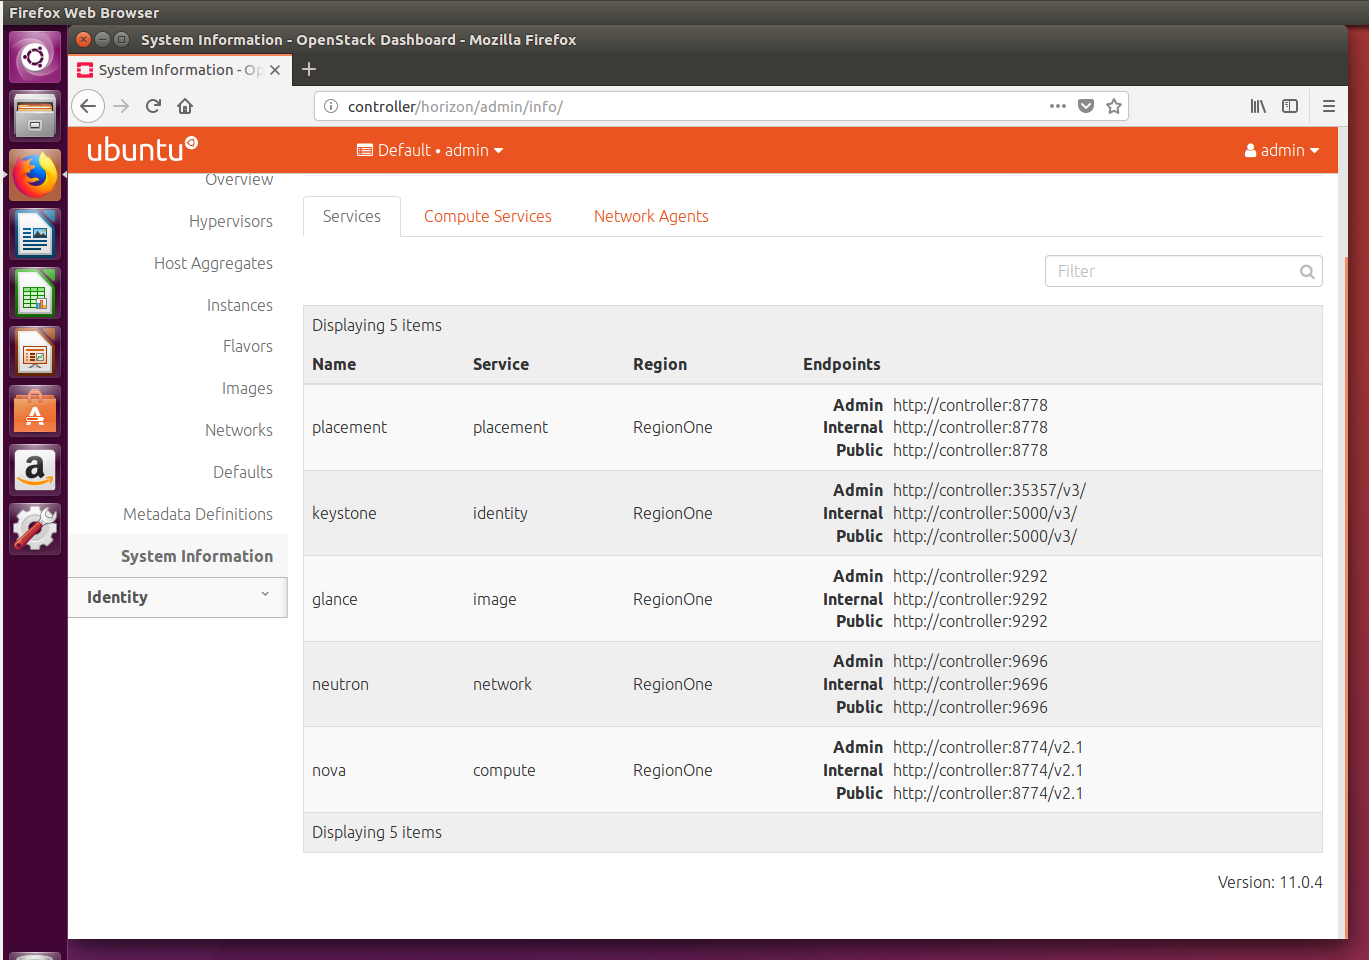 Firefox Web Browser
System Information - OpenStack Dashboard - Mozilla Firefox
System Information - Op
controller/horizon/admin/info/
ubuntu
Default • admin
admin
Overview
Hypervisors
Host Aggregates
Instances
Flavors
Images
Networks
Defaults
Metadata Definitions
System Information
Identity
Services Compute Services Network Agents
Filter
Displaying 5 items
Name Service Region Endpoints
placement placement RegionOne
Admin http://controller:8778
Internal http://controller:8778
Public http://controller:8778
keystone identity RegionOne
Admin http://controller:35357/v3/
Internal http://controller:5000/v3/
Public http://controller:5000/v3/
glance image RegionOne
Admin http://controller:9292
Internal http://controller:9292
Public http://controller:9292
neutron network RegionOne
Admin http://controller:9696
Internal http://controller:9696
Public http://controller:9696
nova compute RegionOne
Admin http://controller:8774/v2.1
Internal http://controller:8774/v2.1
Public http://controller:8774/v2.1
Displaying 5 items
Version: 11.0.4